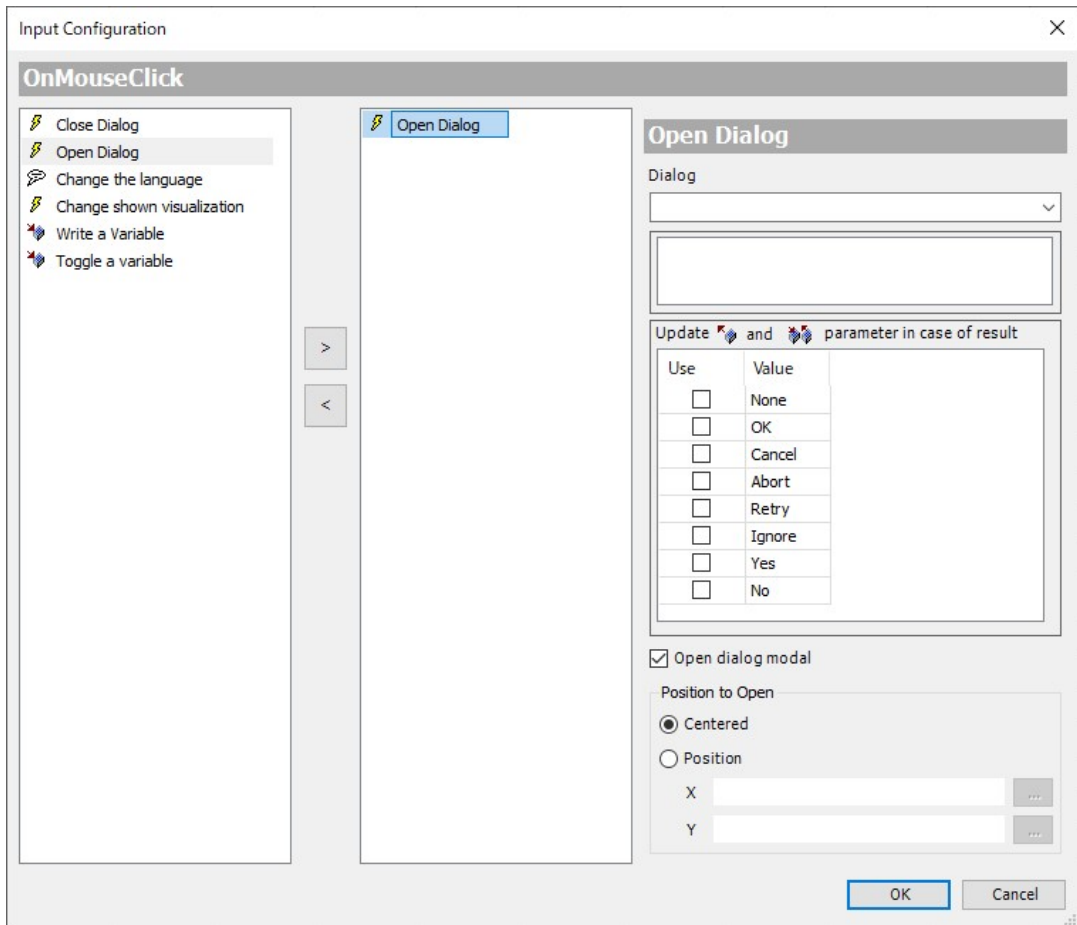 Input Configuration
OnMouseClick
Close Dialog
Open Dialog
Change the language
Change shown visualization
Write a Variable
Toggle a variable
>
<
Open Dialog
Open Dialog
Dialog
Update and parameter in case of result
Use Value
None
OK
Cancel
Abort
Retry
Ignore
Yes
No
Open dialog modal
Position to Open
Centered
Position
X ...
Y ...
OK Cancel